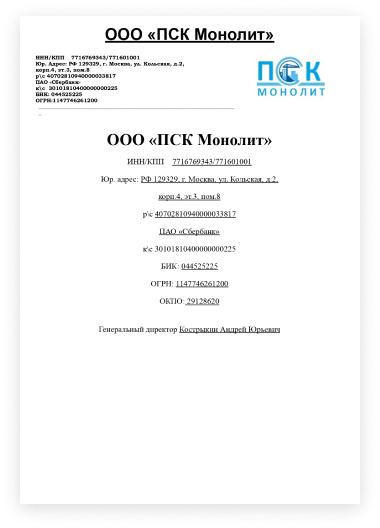 ООО «ПСК Монолит»
ИНН/КПП 7716769343/771601001
Юр. Адрес: РФ 129329, г. Москва, ул. Кольская, д.2,
корп.4, эт.3, пом.8
р\с 40702810940000033817
ПАО «Сбербанк»
к\с 30101810400000000225
БИК: 044525225
ОГРН:1147746261200
ПСК
МОНОЛИТ
ООО «ПСК Монолит»
ИНН/КПП 7716769343/771601001
Юр. адрес: РФ 129329, г. Москва, ул. Кольская, д.2,
корп.4, эт.3, пом.8
р\с 40702810940000033817
ПАО «Сбербанк»
к\с 30101810400000000225
БИК: 044525225
ОГРН: 1147746261200
ОКПО: 29128620
Генеральный директор Кострыкин Андрей Юрьевич